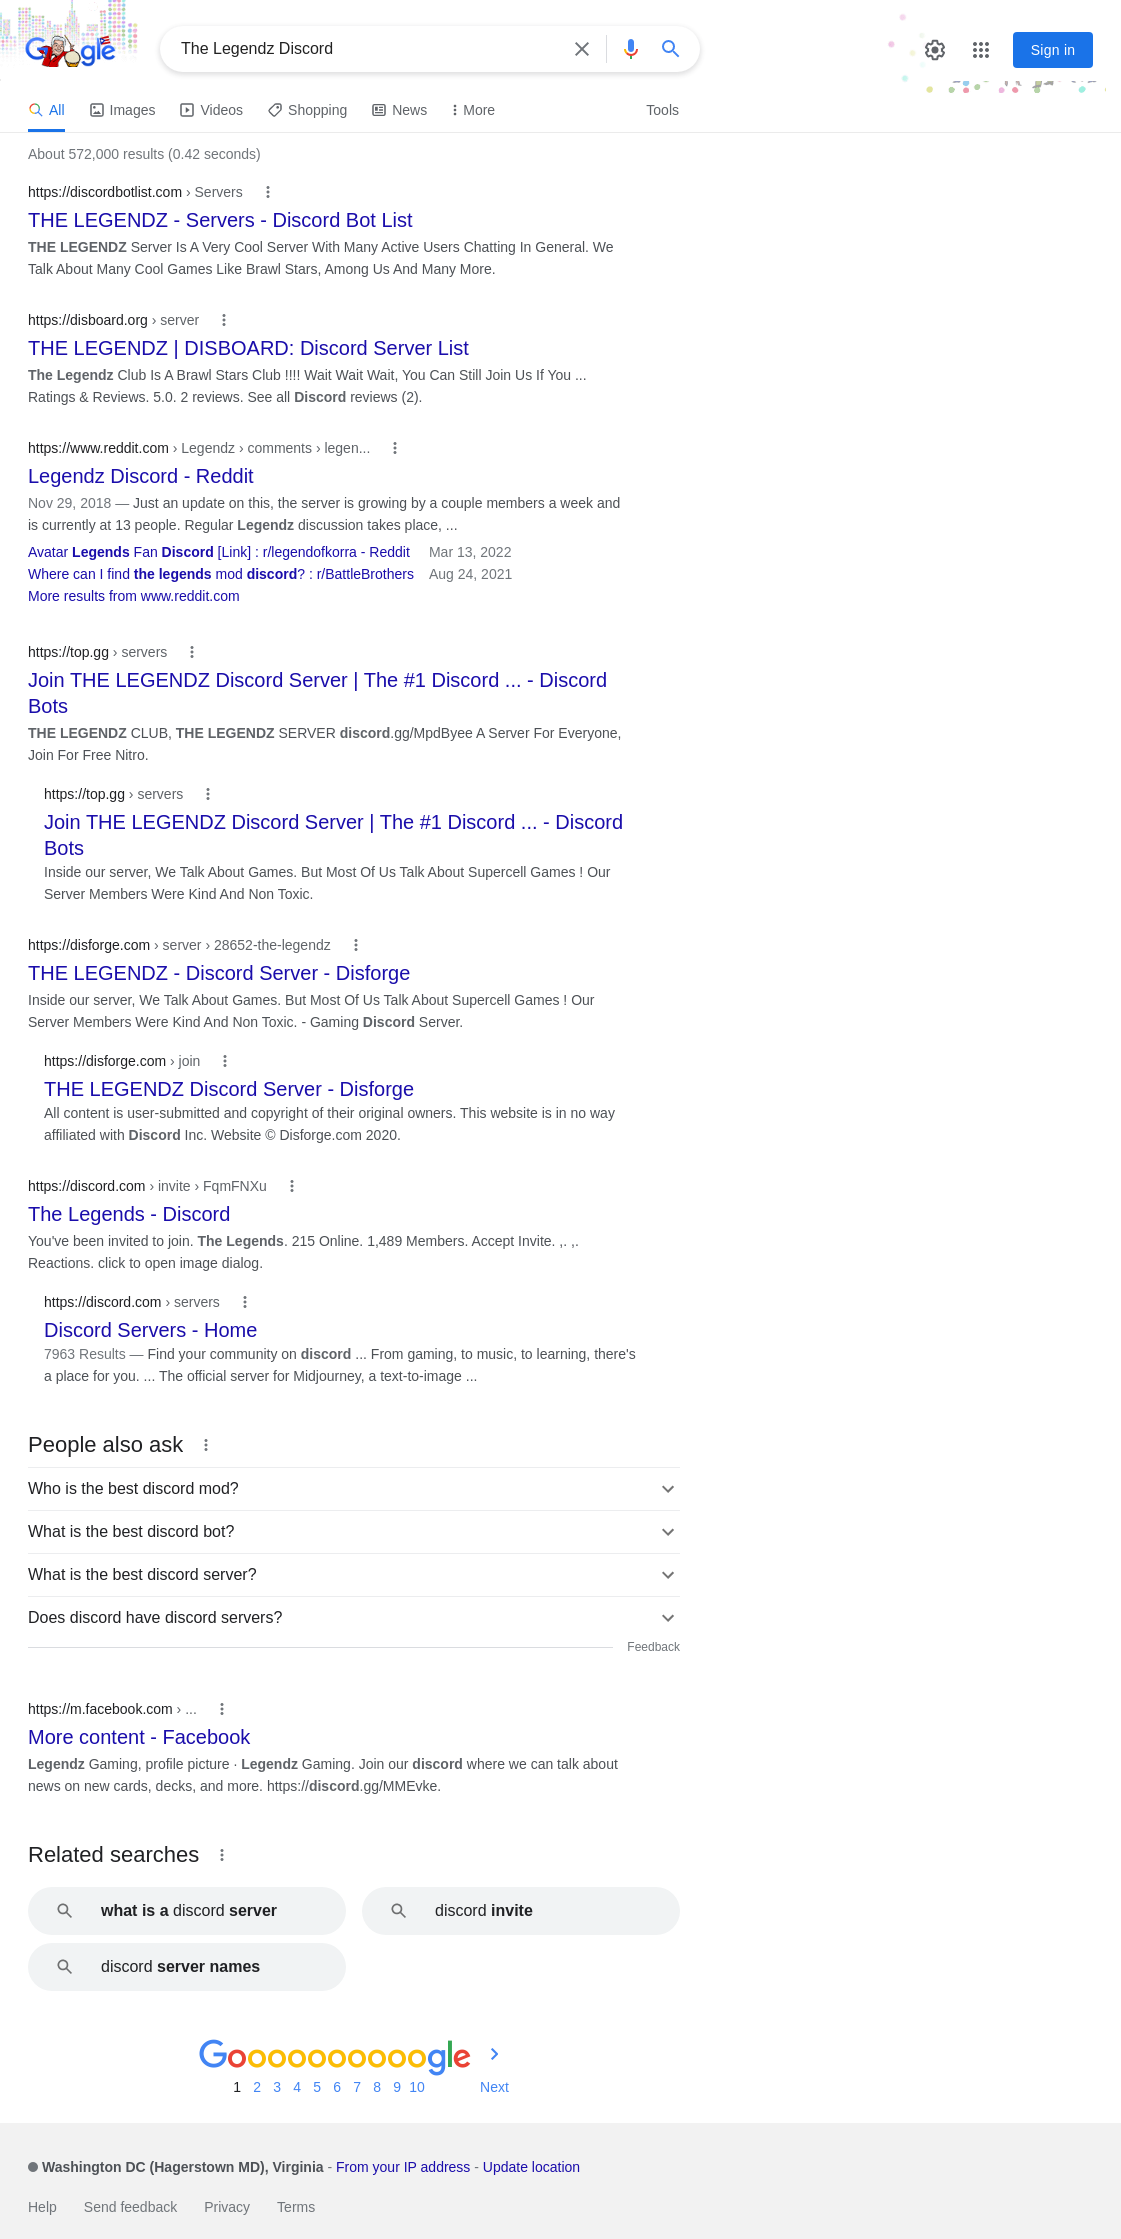 Google
The Legendz Discord
Sign in
All
Images
Videos
Shopping
News
More
Tools
About 572,000 results (0.42 seconds)
https://discordbotlist.com › Servers
THE LEGENDZ - Servers - Discord Bot List
THE LEGENDZ Server Is A Very Cool Server With Many Active Users Chatting In General. We
Talk About Many Cool Games Like Brawl Stars, Among Us And Many More.
https://disboard.org › server
THE LEGENDZ | DISBOARD: Discord Server List
The Legendz Club Is A Brawl Stars Club !!!! Wait Wait Wait, You Can Still Join Us If You ...
Ratings & Reviews. 5.0. 2 reviews. See all Discord reviews (2).
https://www.reddit.com › Legendz › comments › legen...
Legendz Discord - Reddit
Nov 29, 2018 — Just an update on this, the server is growing by a couple members a week and
is currently at 13 people. Regular Legendz discussion takes place, ...
Avatar Legends Fan Discord [Link] : r/legendofkorra - Reddit Mar 13, 2022
Where can I find the legends mod discord? : r/BattleBrothers Aug 24, 2021
More results from www.reddit.com
https://top.gg › servers
Join THE LEGENDZ Discord Server | The #1 Discord ... - Discord
Bots
THE LEGENDZ CLUB, THE LEGENDZ SERVER discord.gg/MpdByee A Server For Everyone,
Join For Free Nitro.
https://top.gg › servers
Join THE LEGENDZ Discord Server | The #1 Discord ... - Discord
Bots
Inside our server, We Talk About Games. But Most Of Us Talk About Supercell Games ! Our
Server Members Were Kind And Non Toxic.
https://disforge.com › server › 28652-the-legendz
THE LEGENDZ - Discord Server - Disforge
Inside our server, We Talk About Games. But Most Of Us Talk About Supercell Games ! Our
Server Members Were Kind And Non Toxic. - Gaming Discord Server.
https://disforge.com › join
THE LEGENDZ Discord Server - Disforge
All content is user-submitted and copyright of their original owners. This website is in no way
affiliated with Discord Inc. Website © Disforge.com 2020.
https://discord.com › invite › FqmFNXu
The Legends - Discord
You've been invited to join. The Legends. 215 Online. 1,489 Members. Accept Invite. ,. ,.
Reactions. click to open image dialog.
https://discord.com › servers
Discord Servers - Home
7963 Results — Find your community on discord ... From gaming, to music, to learning, there's
a place for you. ... The official server for Midjourney, a text-to-image ...
People also ask
Who is the best discord mod?
What is the best discord bot?
What is the best discord server?
Does discord have discord servers?
Feedback
https://m.facebook.com › ...
More content - Facebook
Legendz Gaming, profile picture · Legendz Gaming. Join our discord where we can talk about
news on new cards, decks, and more. https://discord.gg/MMEvke.
Related searches
what is a discord server
discord invite
discord server names
Goooooooooogle
1 2 3 4 5 6 7 8 9 10 Next
Washington DC (Hagerstown MD), Virginia - From your IP address - Update location
Help Send feedback Privacy Terms